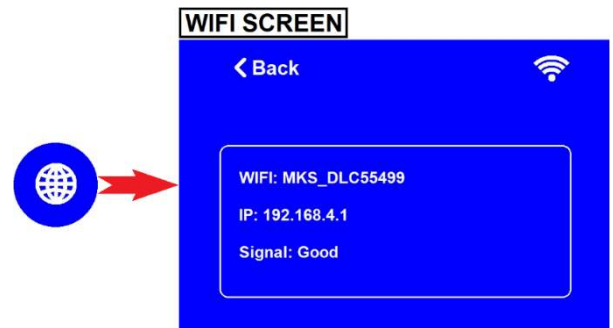 WIFI SCREEN
Back
WIFI: MKS_DLC55499
IP: 192.168.4.1
Signal: Good